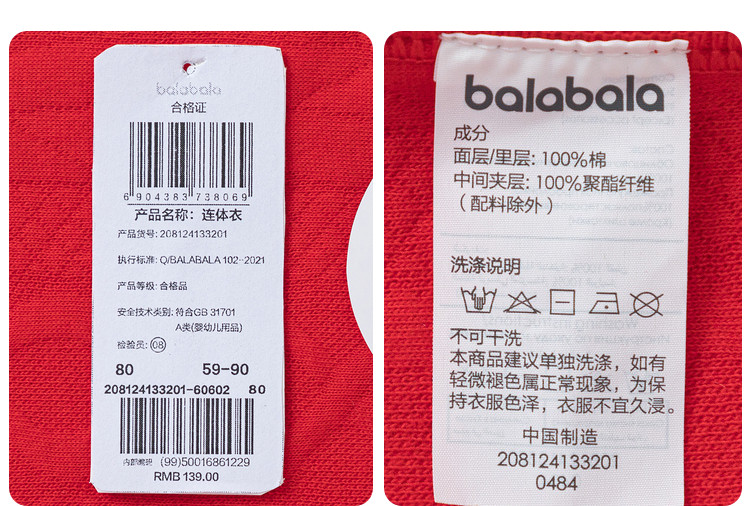 balabala
合格证
6 904383 738069
产品名称：连体衣
产品货号: 208124133201
执行标准: Q/BALABALA 102--2021
产品等级: 合格品
安全技术类别: 符合GB 31701
A类(婴幼儿用品)
检验员: 08
80 59-90
208124133201-60602 80
内部编码 (99)50016861229
RMB 139.00
balabala
成分
面层/里层: 100%棉
中间夹层: 100%聚酯纤维
（ 配料除外 ）
洗涤说明
不可干洗
本商品建议单独洗涤，如有
轻微褪色属正常现象，为保
持衣服色泽，衣服不宜久浸。
中国制造
208124133201
0484